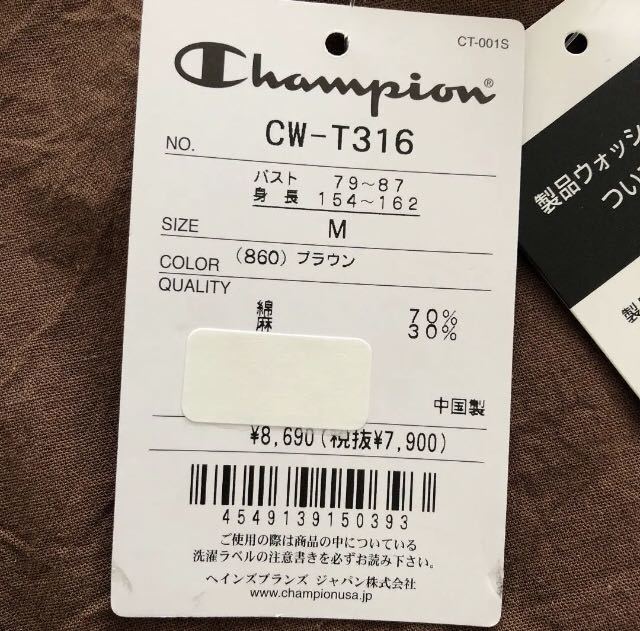 CT-001S
Champion®
NO. CW-T316
バスト 79~87
身長 154~162
SIZE M
COLOR (860) ブラウン
QUALITY
綿 70%
麻 30%
中国製
¥8,690(税抜¥7,900)
4549139150393
ご使用の際は商品の中についている
洗濯ラベルの注意書きを必ずお読み下さい。
ヘインズブランズ ジャパン株式会社
www.championusa.jp
製品ウォッシ
つい
製